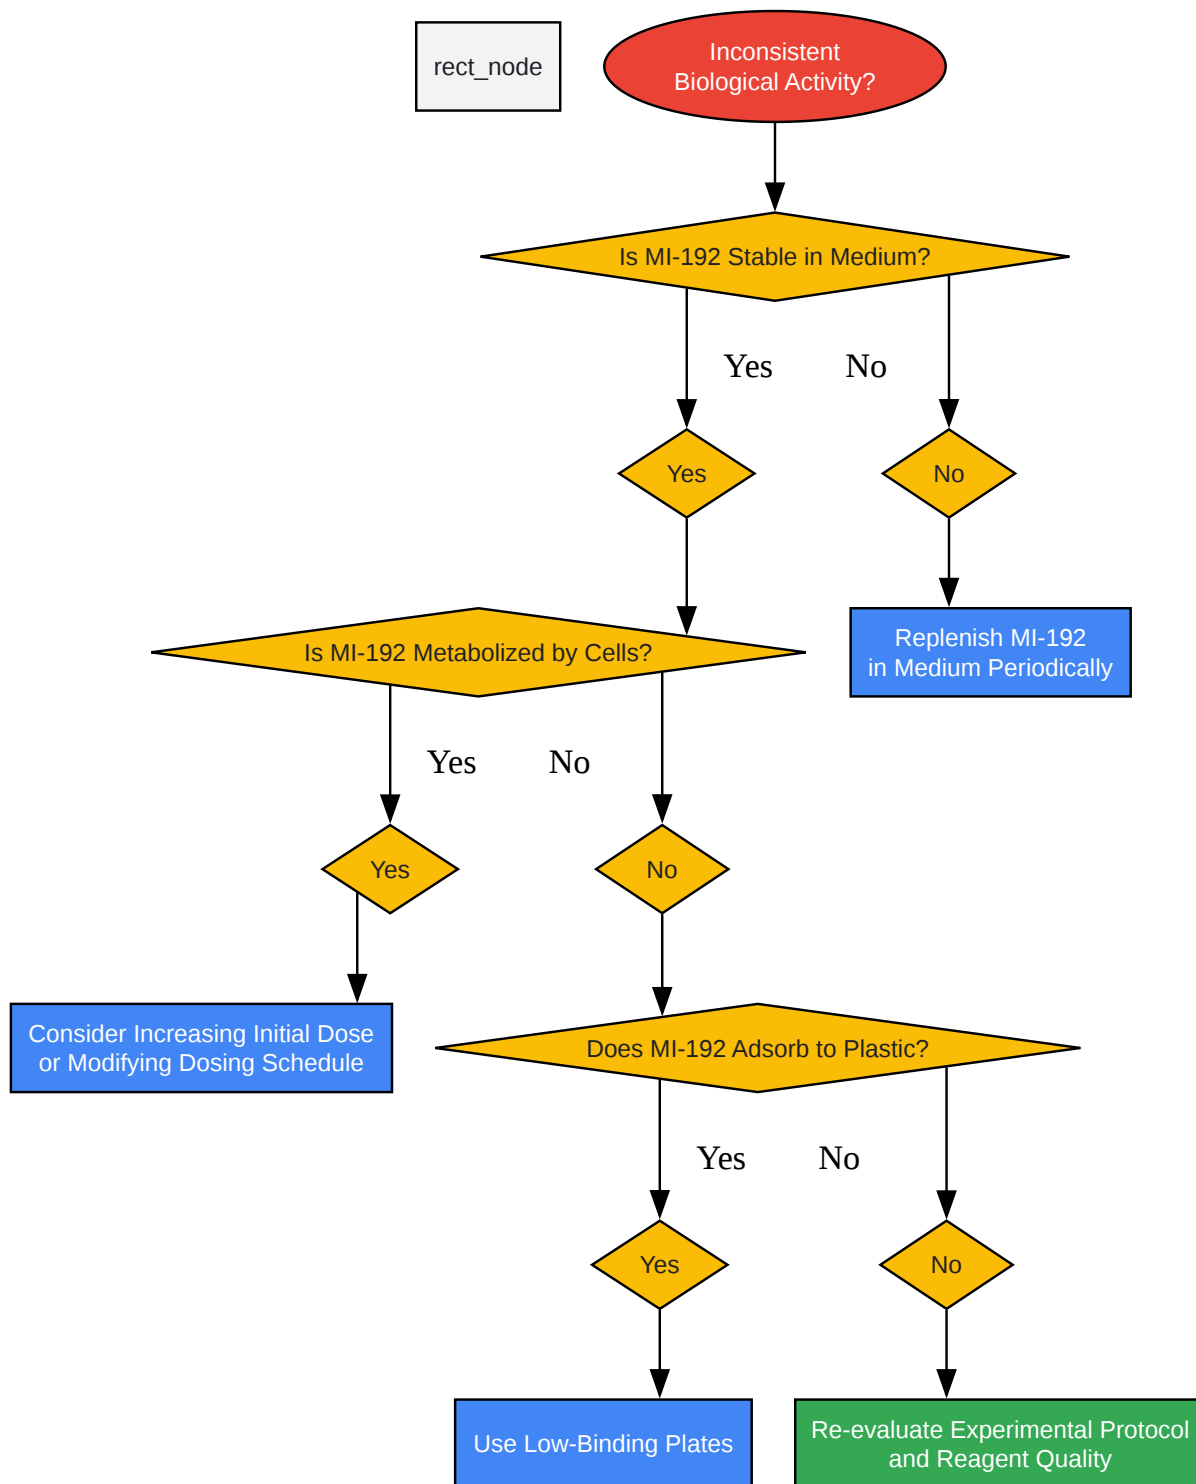 rect_node
Inconsistent
Biological Activity?
Is MI-192 Stable in Medium?
Yes
No
Yes
No
Replenish MI-192
in Medium Periodically
Is MI-192 Metabolized by Cells?
Yes
No
Yes
No
Consider Increasing Initial Dose
or Modifying Dosing Schedule
Does MI-192 Adsorb to Plastic?
Yes
No
Yes
No
Use Low-Binding Plates
Re-evaluate Experimental Protocol
and Reagent Quality